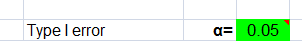 Type I error α= 0.05